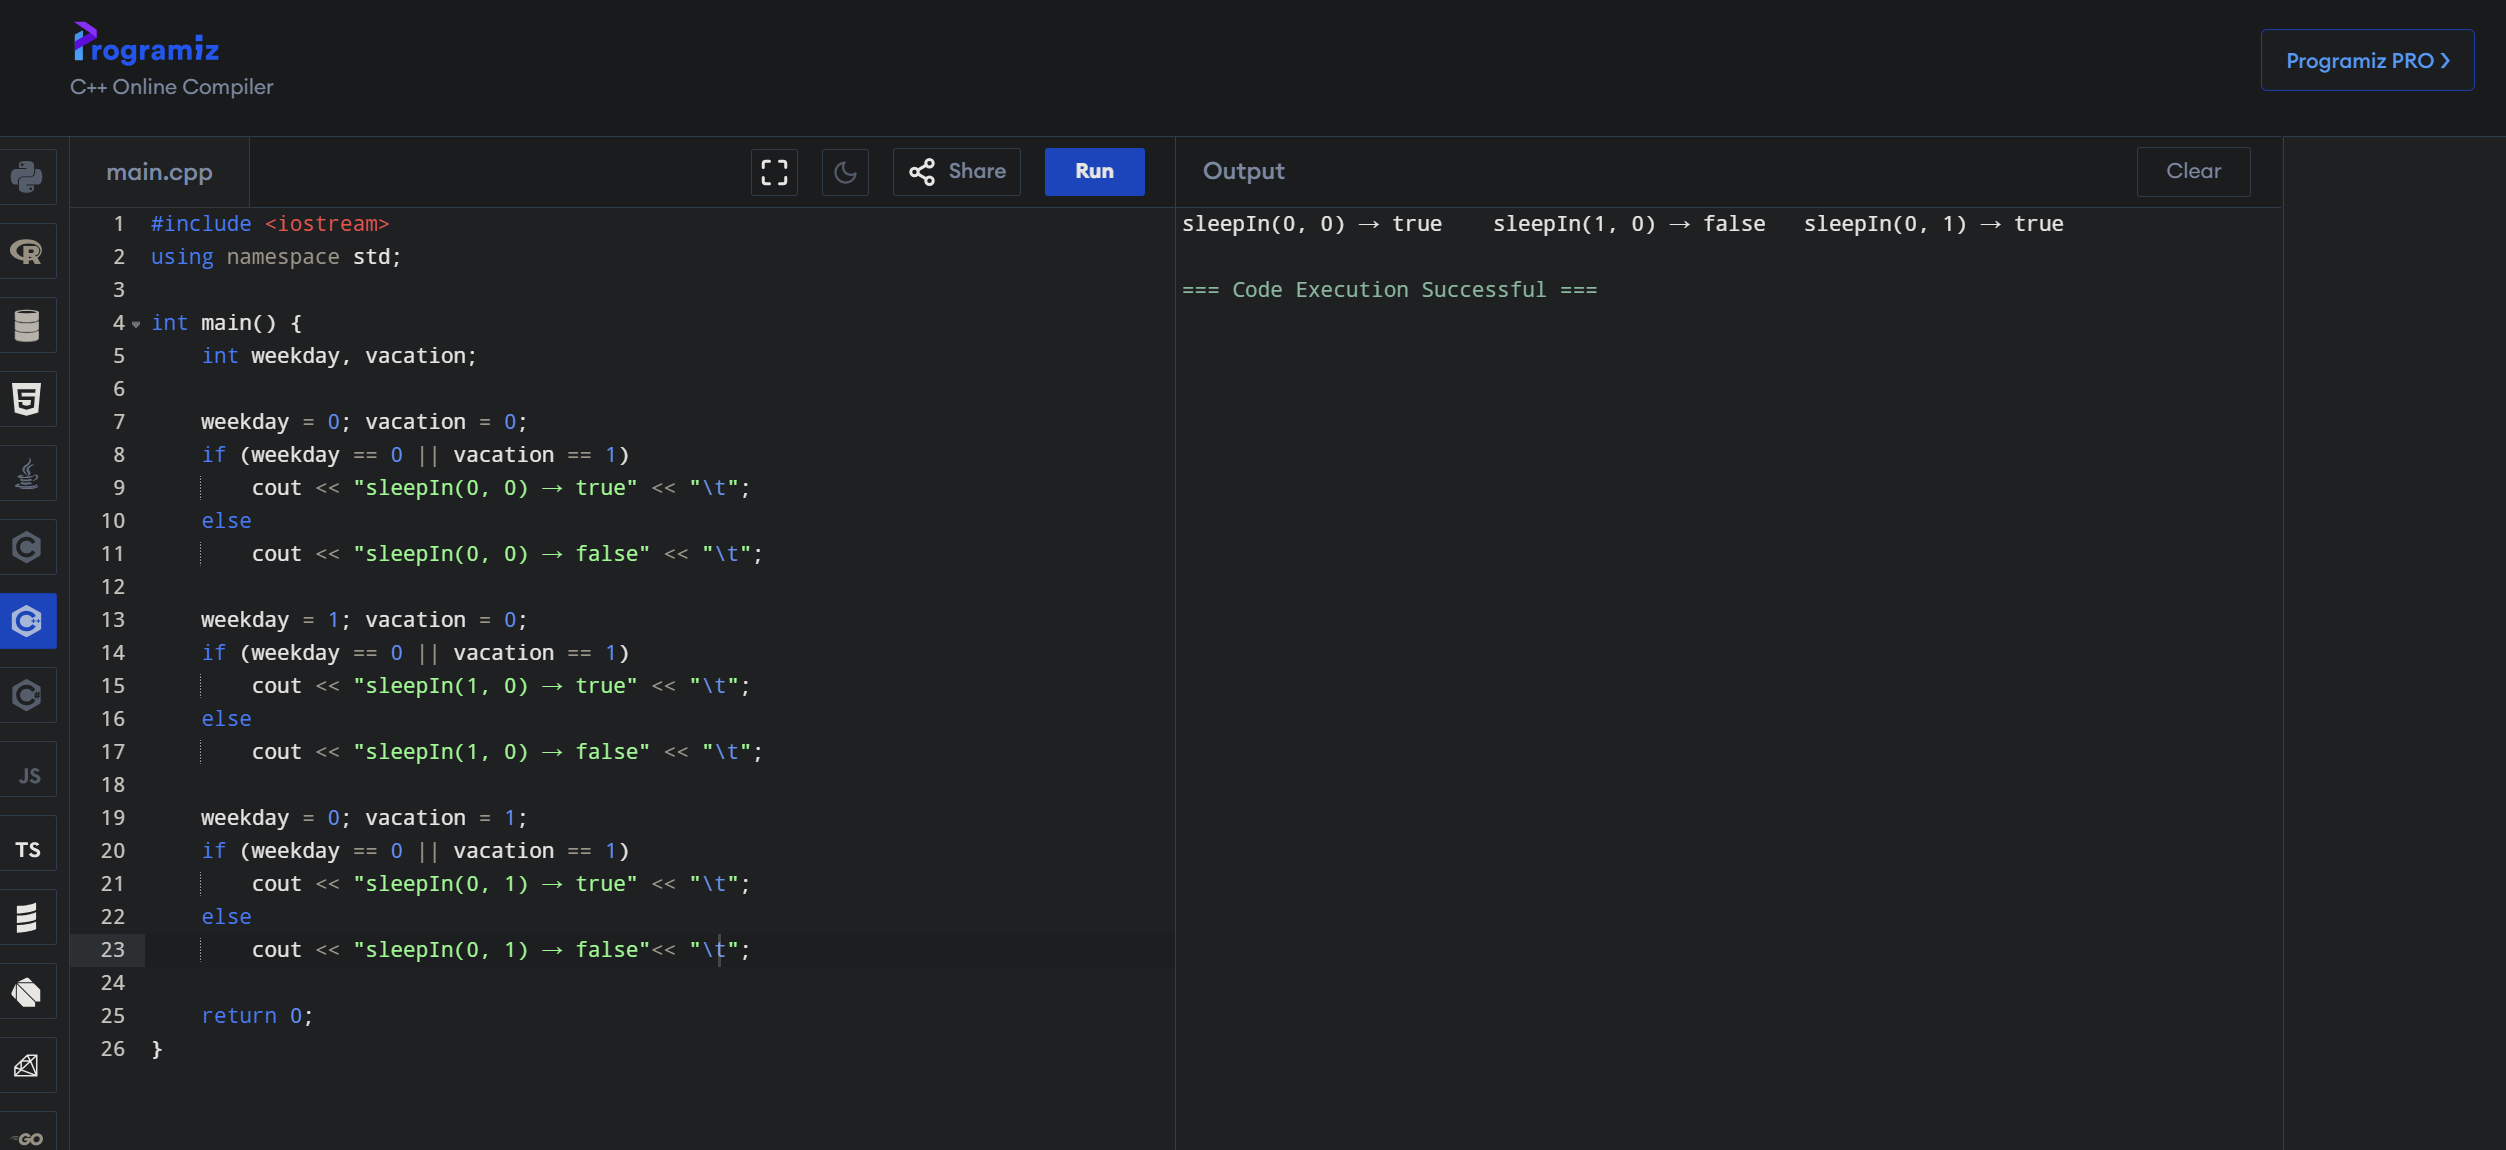 Programiz
C++ Online Compiler
Programiz PRO ❯
main.cpp
Share
Run
Output
Clear
1 #include <iostream>
2 using namespace std;
3
4 int main() {
5     int weekday, vacation;
6
7     weekday = 0; vacation = 0;
8     if (weekday == 0 || vacation == 1)
9         cout << "sleepIn(0, 0) → true" << "\t";
10     else
11         cout << "sleepIn(0, 0) → false" << "\t";
12
13     weekday = 1; vacation = 0;
14     if (weekday == 0 || vacation == 1)
15         cout << "sleepIn(1, 0) → true" << "\t";
16     else
17         cout << "sleepIn(1, 0) → false" << "\t";
18
19     weekday = 0; vacation = 1;
20     if (weekday == 0 || vacation == 1)
21         cout << "sleepIn(0, 1) → true" << "\t";
22     else
23         cout << "sleepIn(0, 1) → false"<< "\t";
24
25     return 0;
26 }
sleepIn(0, 0) → true    sleepIn(1, 0) → false   sleepIn(0, 1) → true
=== Code Execution Successful ===
R
5
C
C++
C#
JS
TS
GO